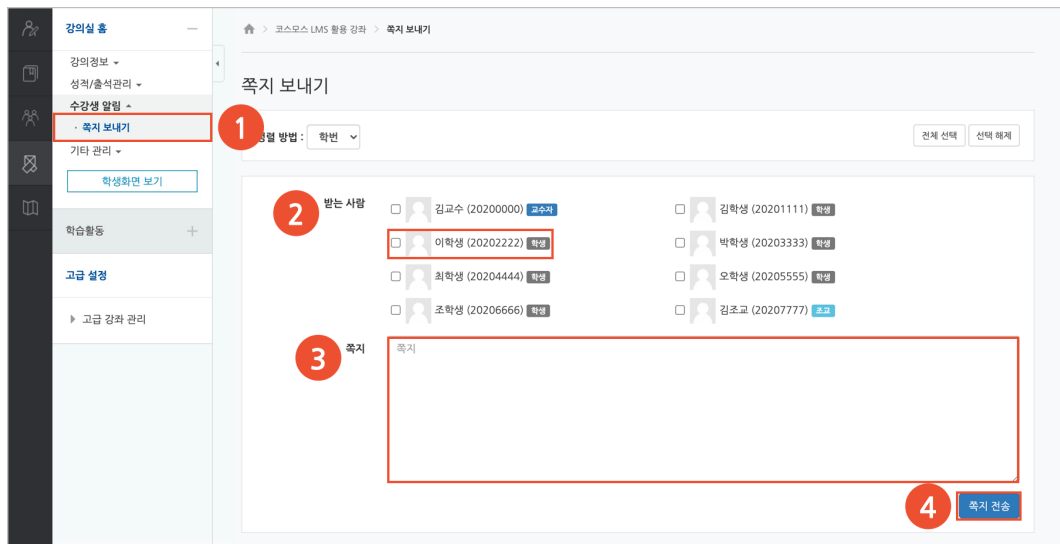 강의실 홈
강의정보
성적/출석관리
수강생 알림
· 쪽지 보내기
기타 관리
학생화면 보기
학습활동
고급 설정
고급 강좌 관리
코스모스 LMS 활용 강좌 > 쪽지 보내기
쪽지 보내기
1
렬 방법 : 학번
전체 선택 선택 해제
2
받는 사람
김교수 (20200000) 교수자 김학생 (20201111) 학생
이학생 (20202222) 학생 박학생 (20203333) 학생
최학생 (20204444) 학생 오학생 (20205555) 학생
조학생 (20206666) 학생 김조교 (20207777) 조교
3
쪽지
쪽지
4
쪽지 전송